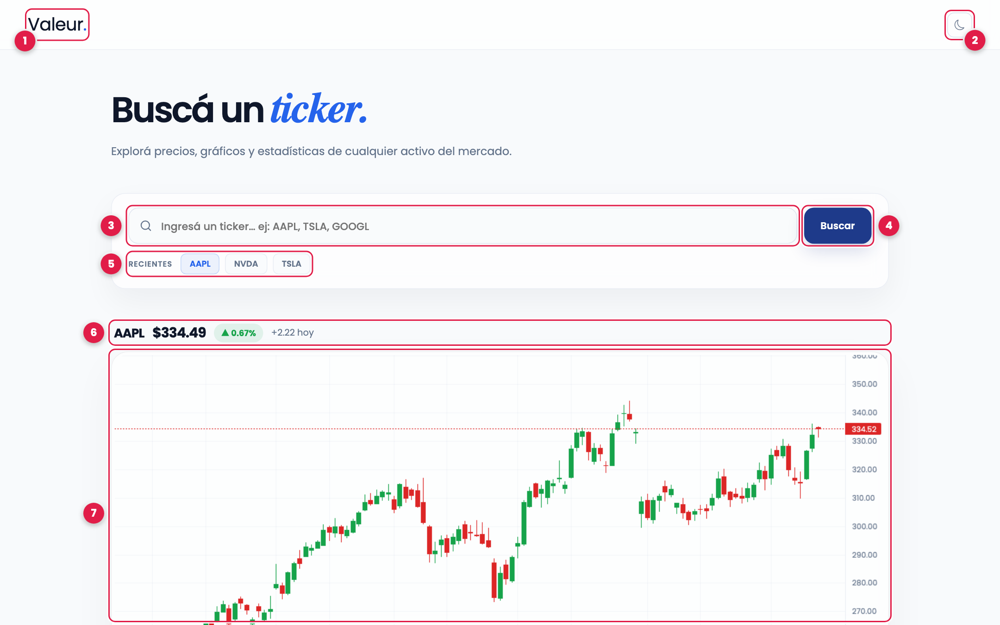 Valeur.
1
2
Buscá un ticker.
Explorá precios, gráficos y estadísticas de cualquier activo del mercado.
3
Ingresá un ticker... ej: AAPL, TSLA, GOOGL
Buscar
4
5
RECIENTES AAPL NVDA TSLA
6
AAPL $334.49 ▲ 0.67% +2.22 hoy
360.00
350.00
340.00
334.52
330.00
320.00
310.00
7
300.00
290.00
280.00
270.00